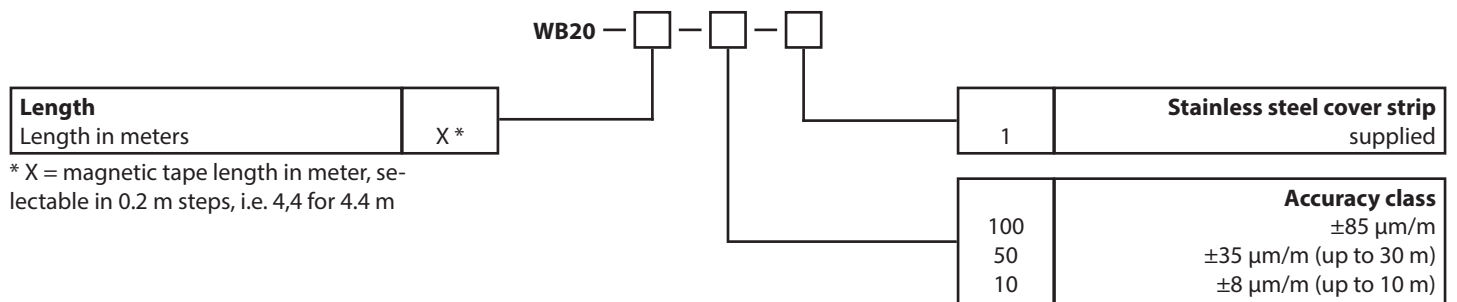 WB20 — □ — □ — □
Length
Length in meters X *
* X = magnetic tape length in meter, se-
lectable in 0.2 m steps, i.e. 4,4 for 4.4 m
Stainless steel cover strip
1 supplied
Accuracy class
100 ±85 µm/m
50 ±35 µm/m (up to 30 m)
10 ±8 µm/m (up to 10 m)